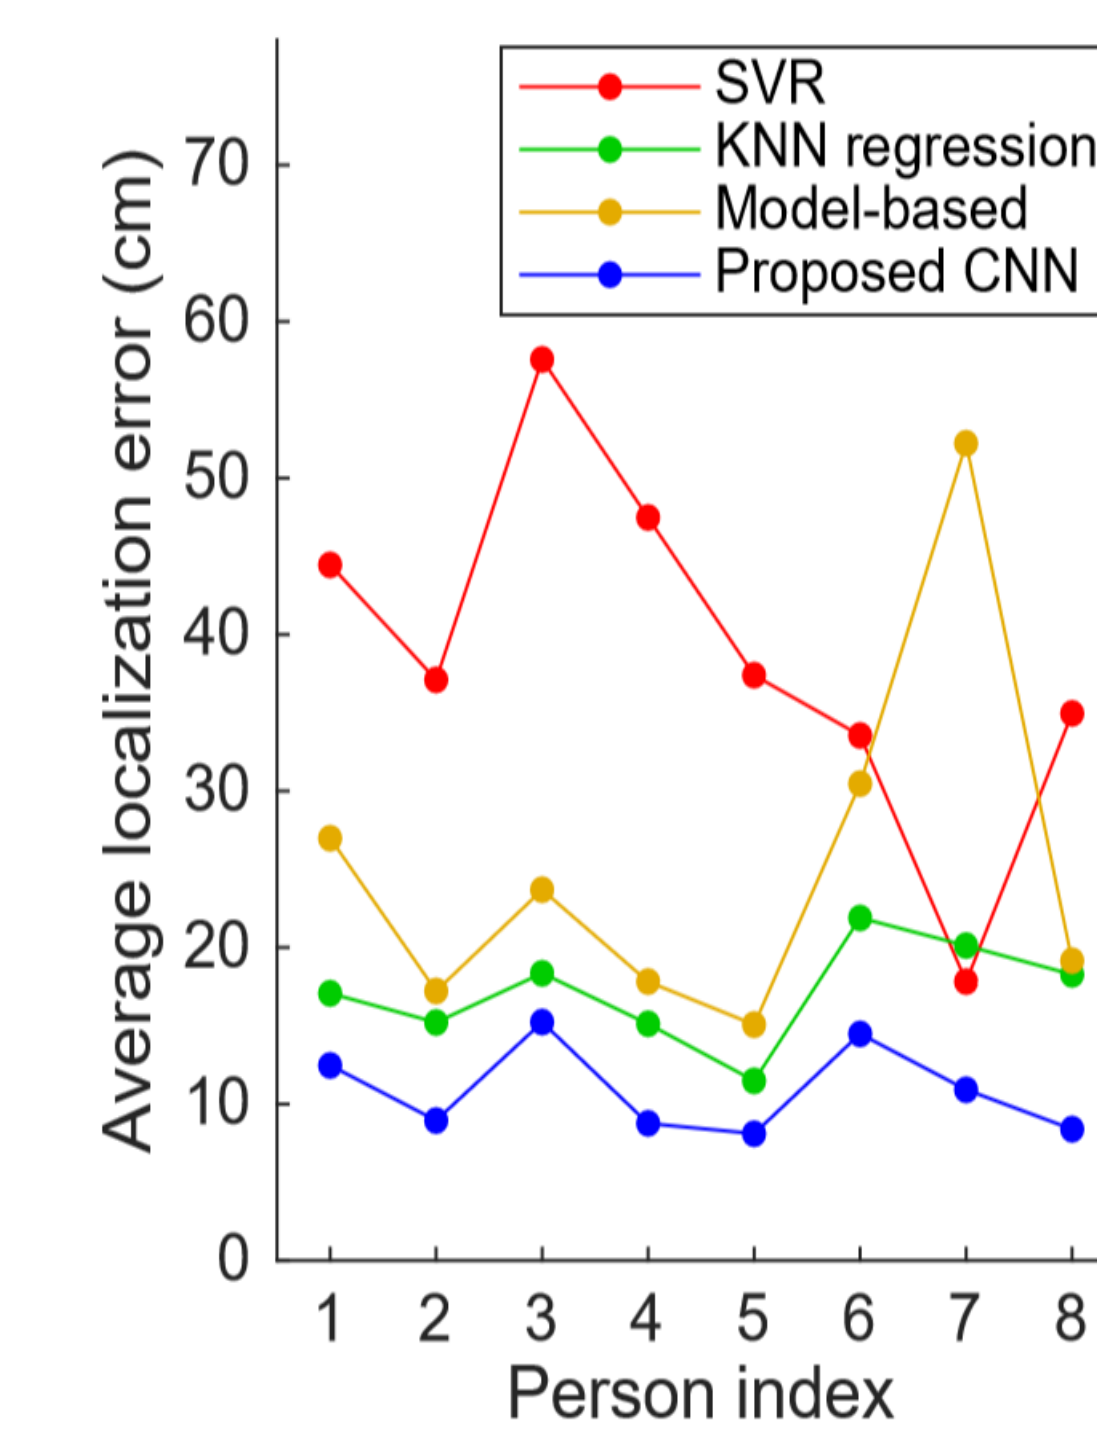 SVR
KNN regression
Model-based
Proposed CNN
Average localization error (cm)
70
60
50
40
30
20
10
0
1 2 3 4 5 6 7 8
Person index